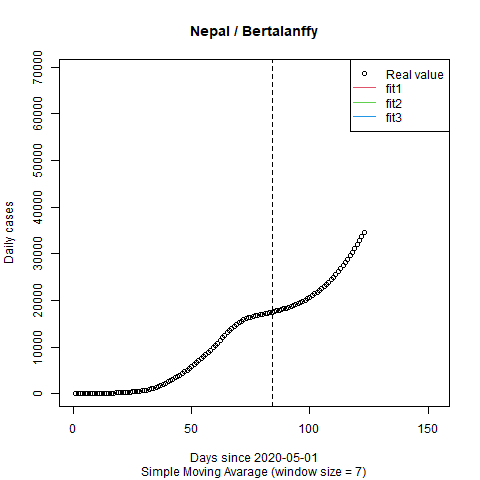 Nepal / Bertalanffy
70000
60000
50000
40000
30000
20000
10000
0
Daily cases
Real value
fit1
fit2
fit3
0 50 100 150
Days since 2020-05-01
Simple Moving Avarage (window size = 7)